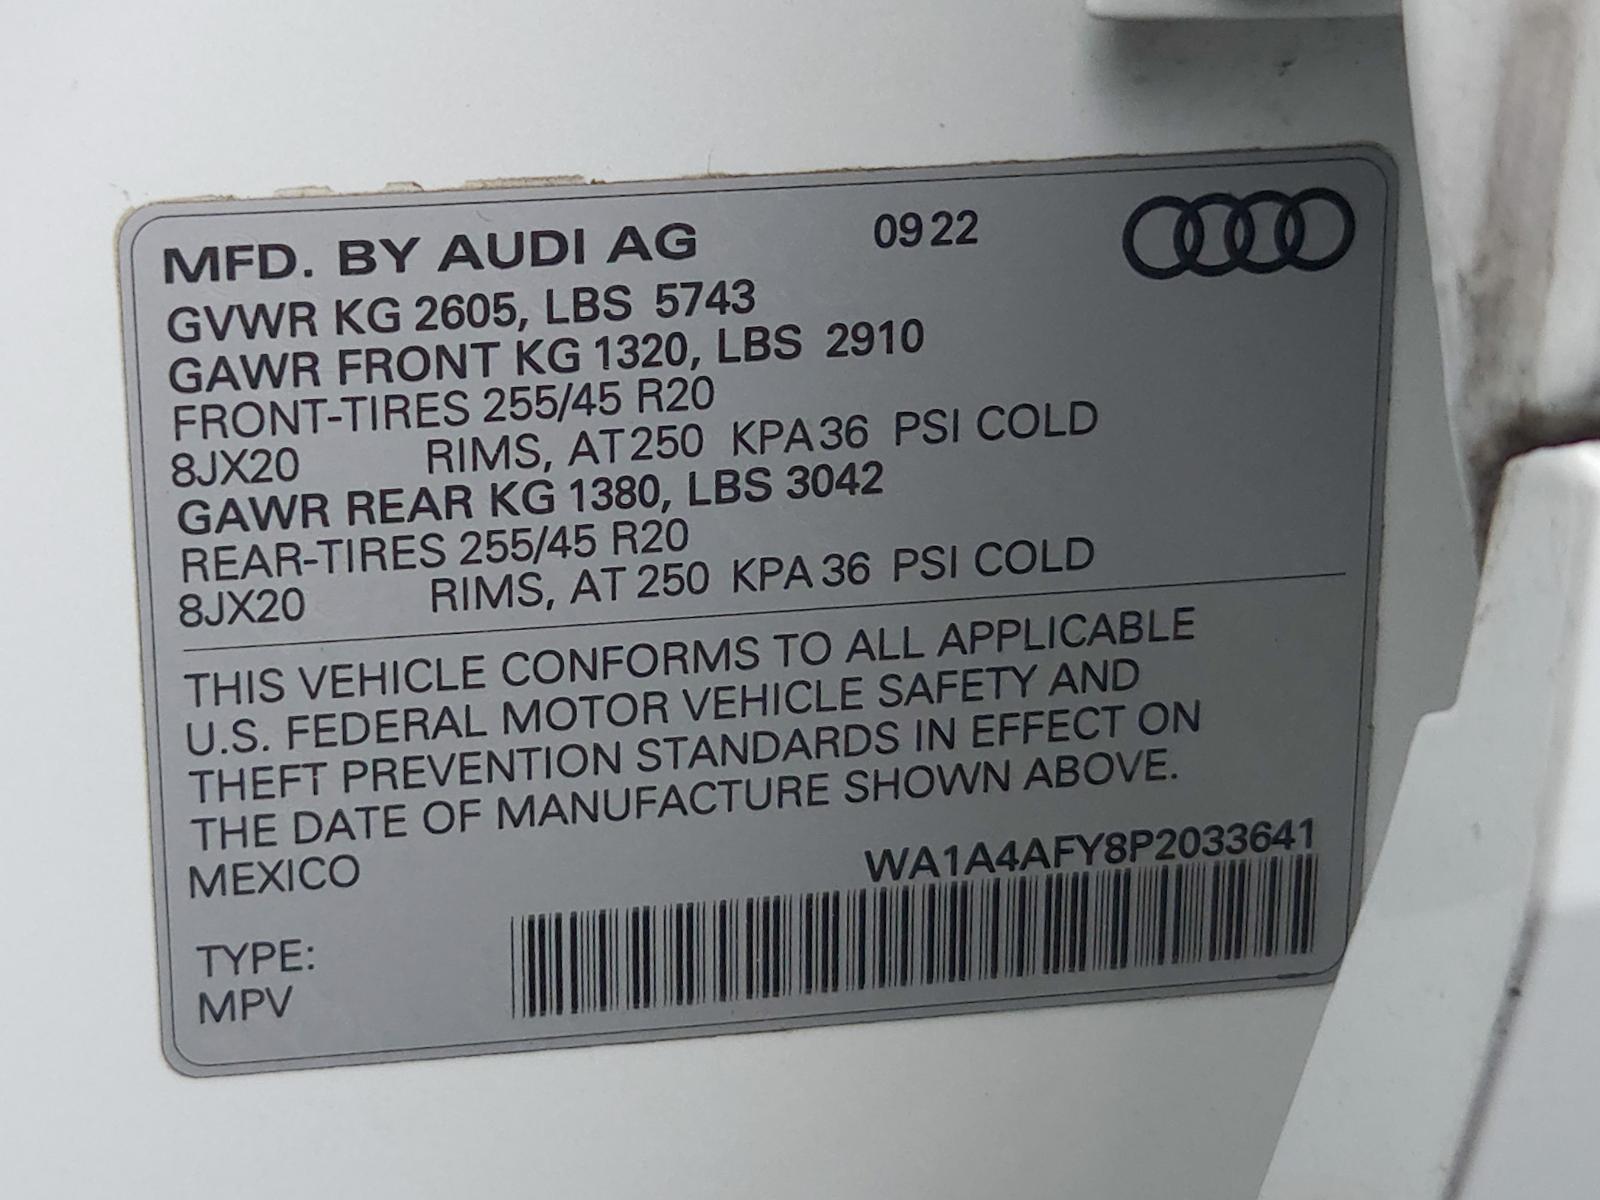 MFD. BY AUDI AG 09 22
GVWR KG 2605, LBS 5743
GAWR FRONT KG 1320, LBS 2910
FRONT-TIRES 255/45 R20
8JX20 RIMS, AT 250 KPA 36 PSI COLD
GAWR REAR KG 1380, LBS 3042
REAR-TIRES 255/45 R20
8JX20 RIMS, AT 250 KPA 36 PSI COLD
THIS VEHICLE CONFORMS TO ALL APPLICABLE
U.S. FEDERAL MOTOR VEHICLE SAFETY AND
THEFT PREVENTION STANDARDS IN EFFECT ON
THE DATE OF MANUFACTURE SHOWN ABOVE.
MEXICO WA1A4AFY8P2033641
TYPE:
MPV